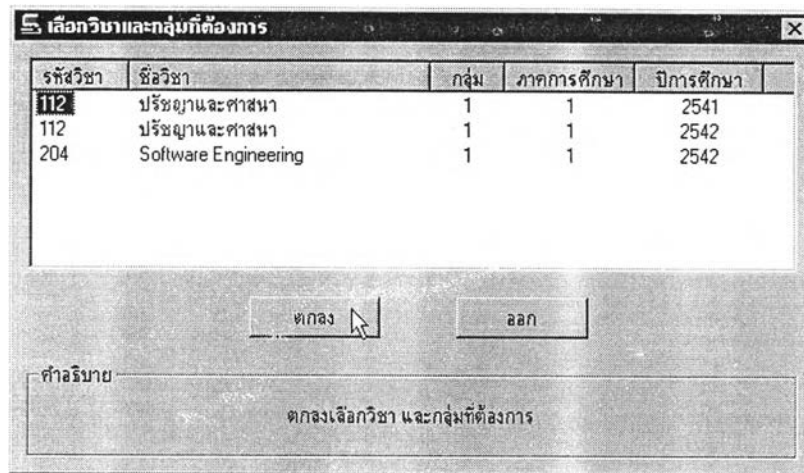 เลือกวิชาและกลุ่มที่ต้องการ
รหัสวิชา ชื่อวิชา กลุ่ม ภาคการศึกษา ปีการศึกษา
112 ปรัชญาและศาสนา 1 1 2541
112 ปรัชญาและศาสนา 1 1 2542
204 Software Engineering 1 1 2542
ตกลง ออก
คำอธิบาย
ตกลงเลือกวิชา และกลุ่มที่ต้องการ